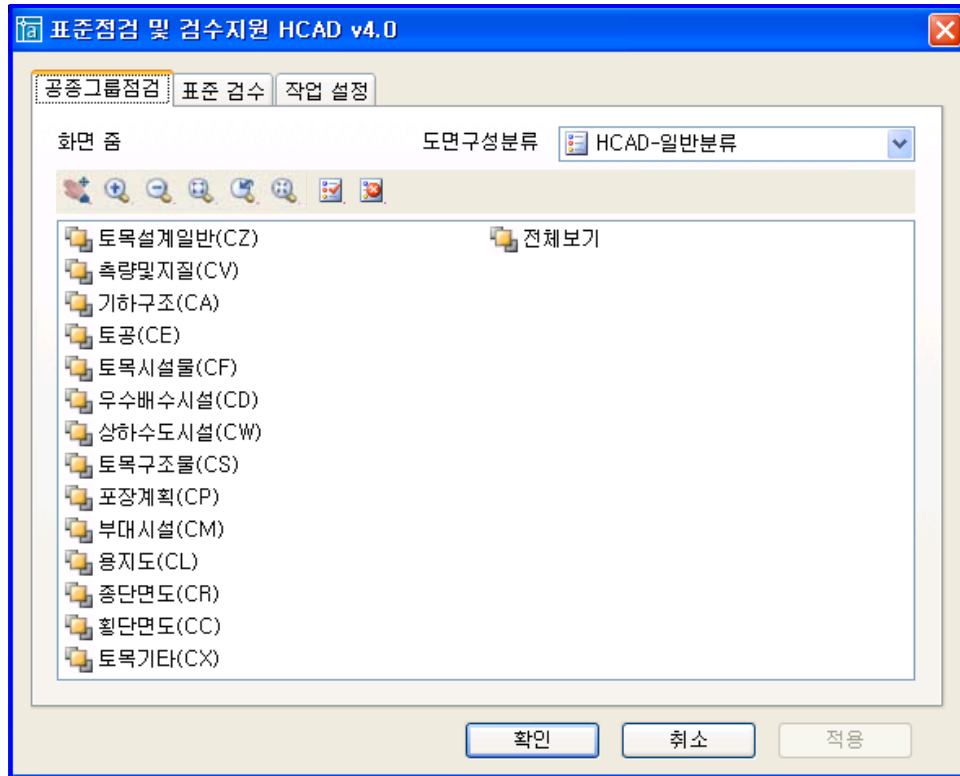 표준점검 및 검수지원 HCAD v4.0
공종그룹점검 표준 검수 작업 설정
화면 줌 도면구성분류 HCAD-일반분류
토목설계일반(CZ) 전체보기
측량및지질(CV)
기하구조(CA)
토공(CE)
토목시설물(CF)
우수배수시설(CD)
상하수도시설(CW)
토목구조물(CS)
포장계획(CP)
부대시설(CM)
용지도(CL)
종단면도(CR)
횡단면도(CC)
토목기타(CX)
확인 취소 적용